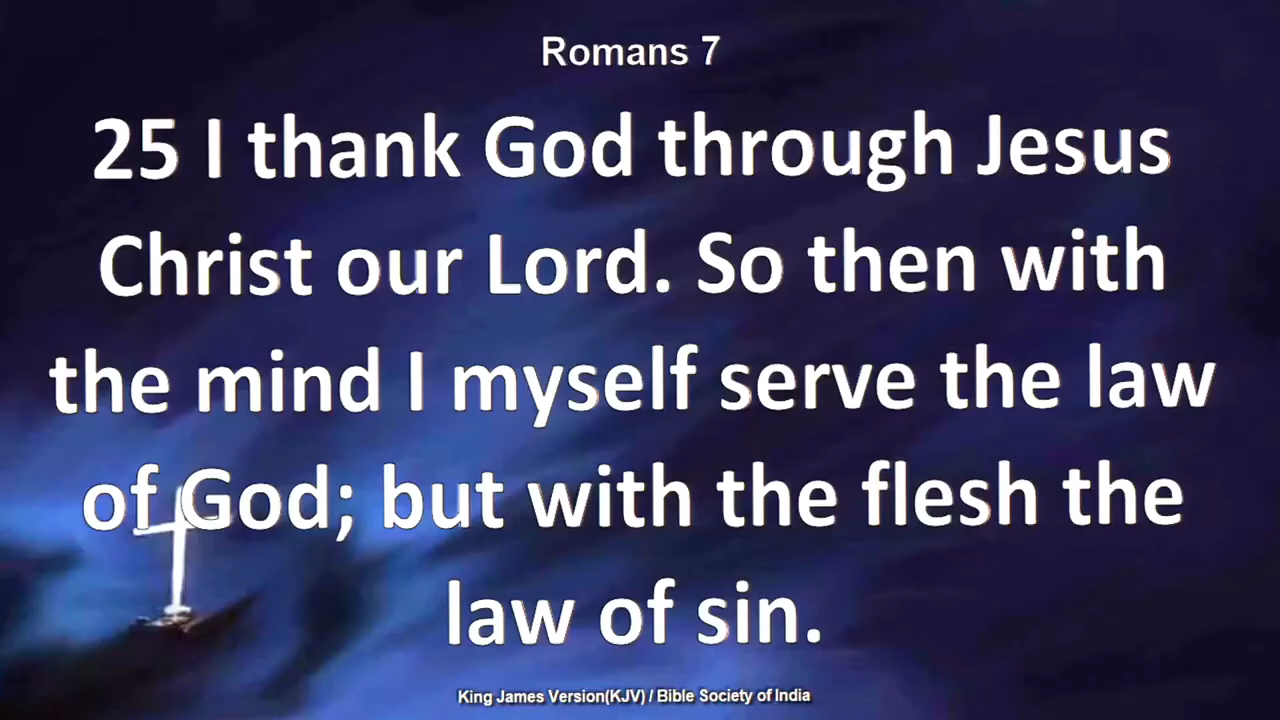 Romans 7
25 I thank God through Jesus
Christ our Lord. So then with
the mind I myself serve the law
of God; but with the flesh the
law of sin.
King James Version(KJV) / Bible Society of India